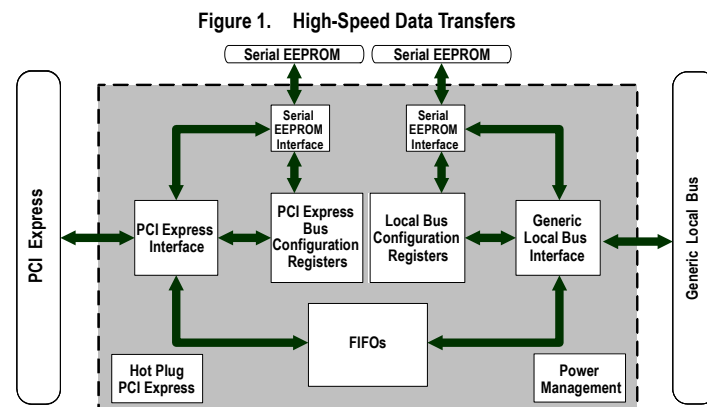 Figure 1. High-Speed Data Transfers
Serial EEPROM
Serial EEPROM
Serial
EEPROM
Interface
Serial
EEPROM
Interface
PCI Express
PCI Express
Interface
PCI Express
Bus
Configuration
Registers
Local Bus
Configuration
Registers
Generic
Local Bus
Interface
Generic Local Bus
FIFOs
Hot Plug
PCI Express
Power
Management